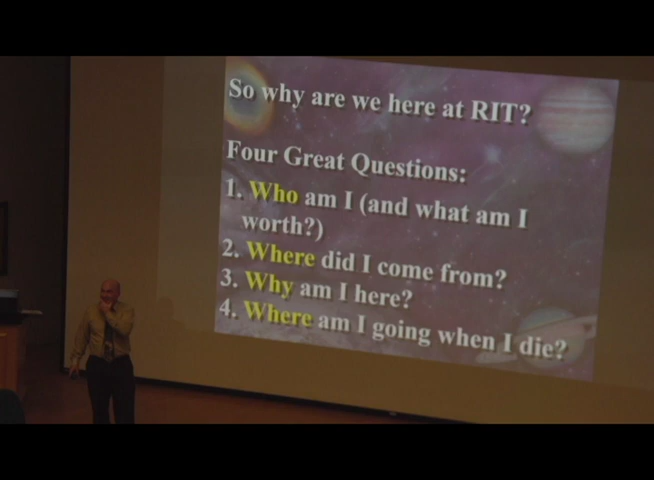 So why are we here at RIT?
Four Great Questions:
1. Who am I (and what am I
worth?)
2. Where did I come from?
3. Why am I here?
4. Where am I going when I die?